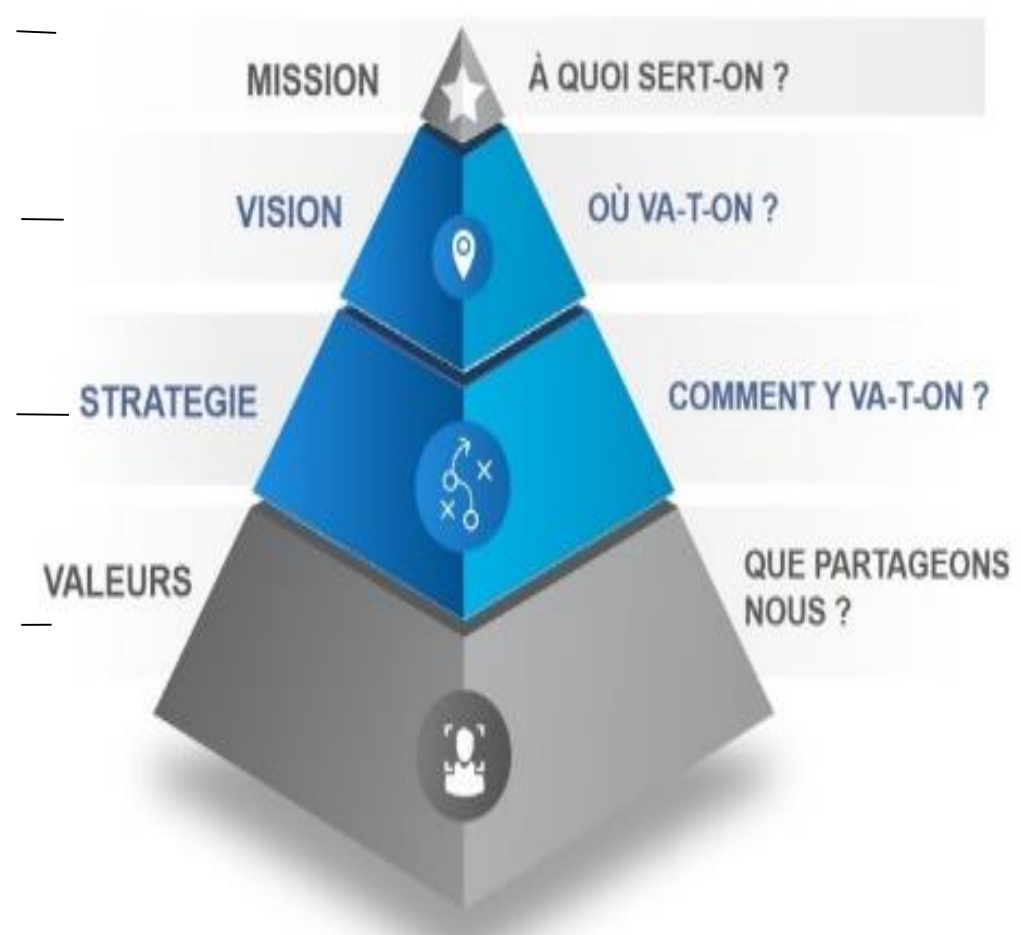 MISSION
À QUOI SERT-ON ?
VISION
OÙ VA-T-ON ?
STRATEGIE
COMMENT Y VA-T-ON ?
VALEURS
QUE PARTAGEONS
NOUS ?